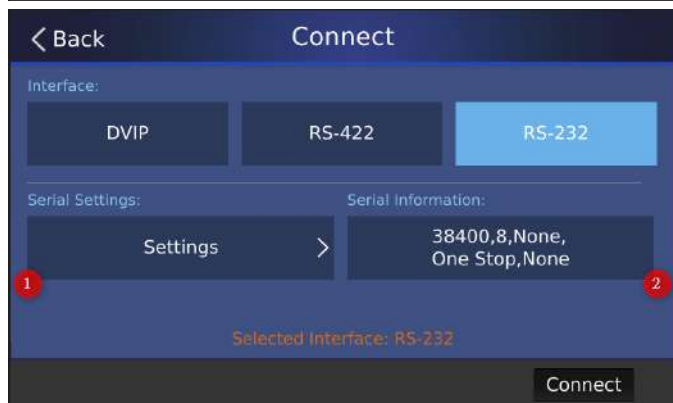 < Back
Connect
Interface:
DVIP
RS-422
RS-232
Serial Settings:
Serial Information:
Settings >
38400,8,None,
One Stop,None
1
2
Selected Interface: RS-232
Connect